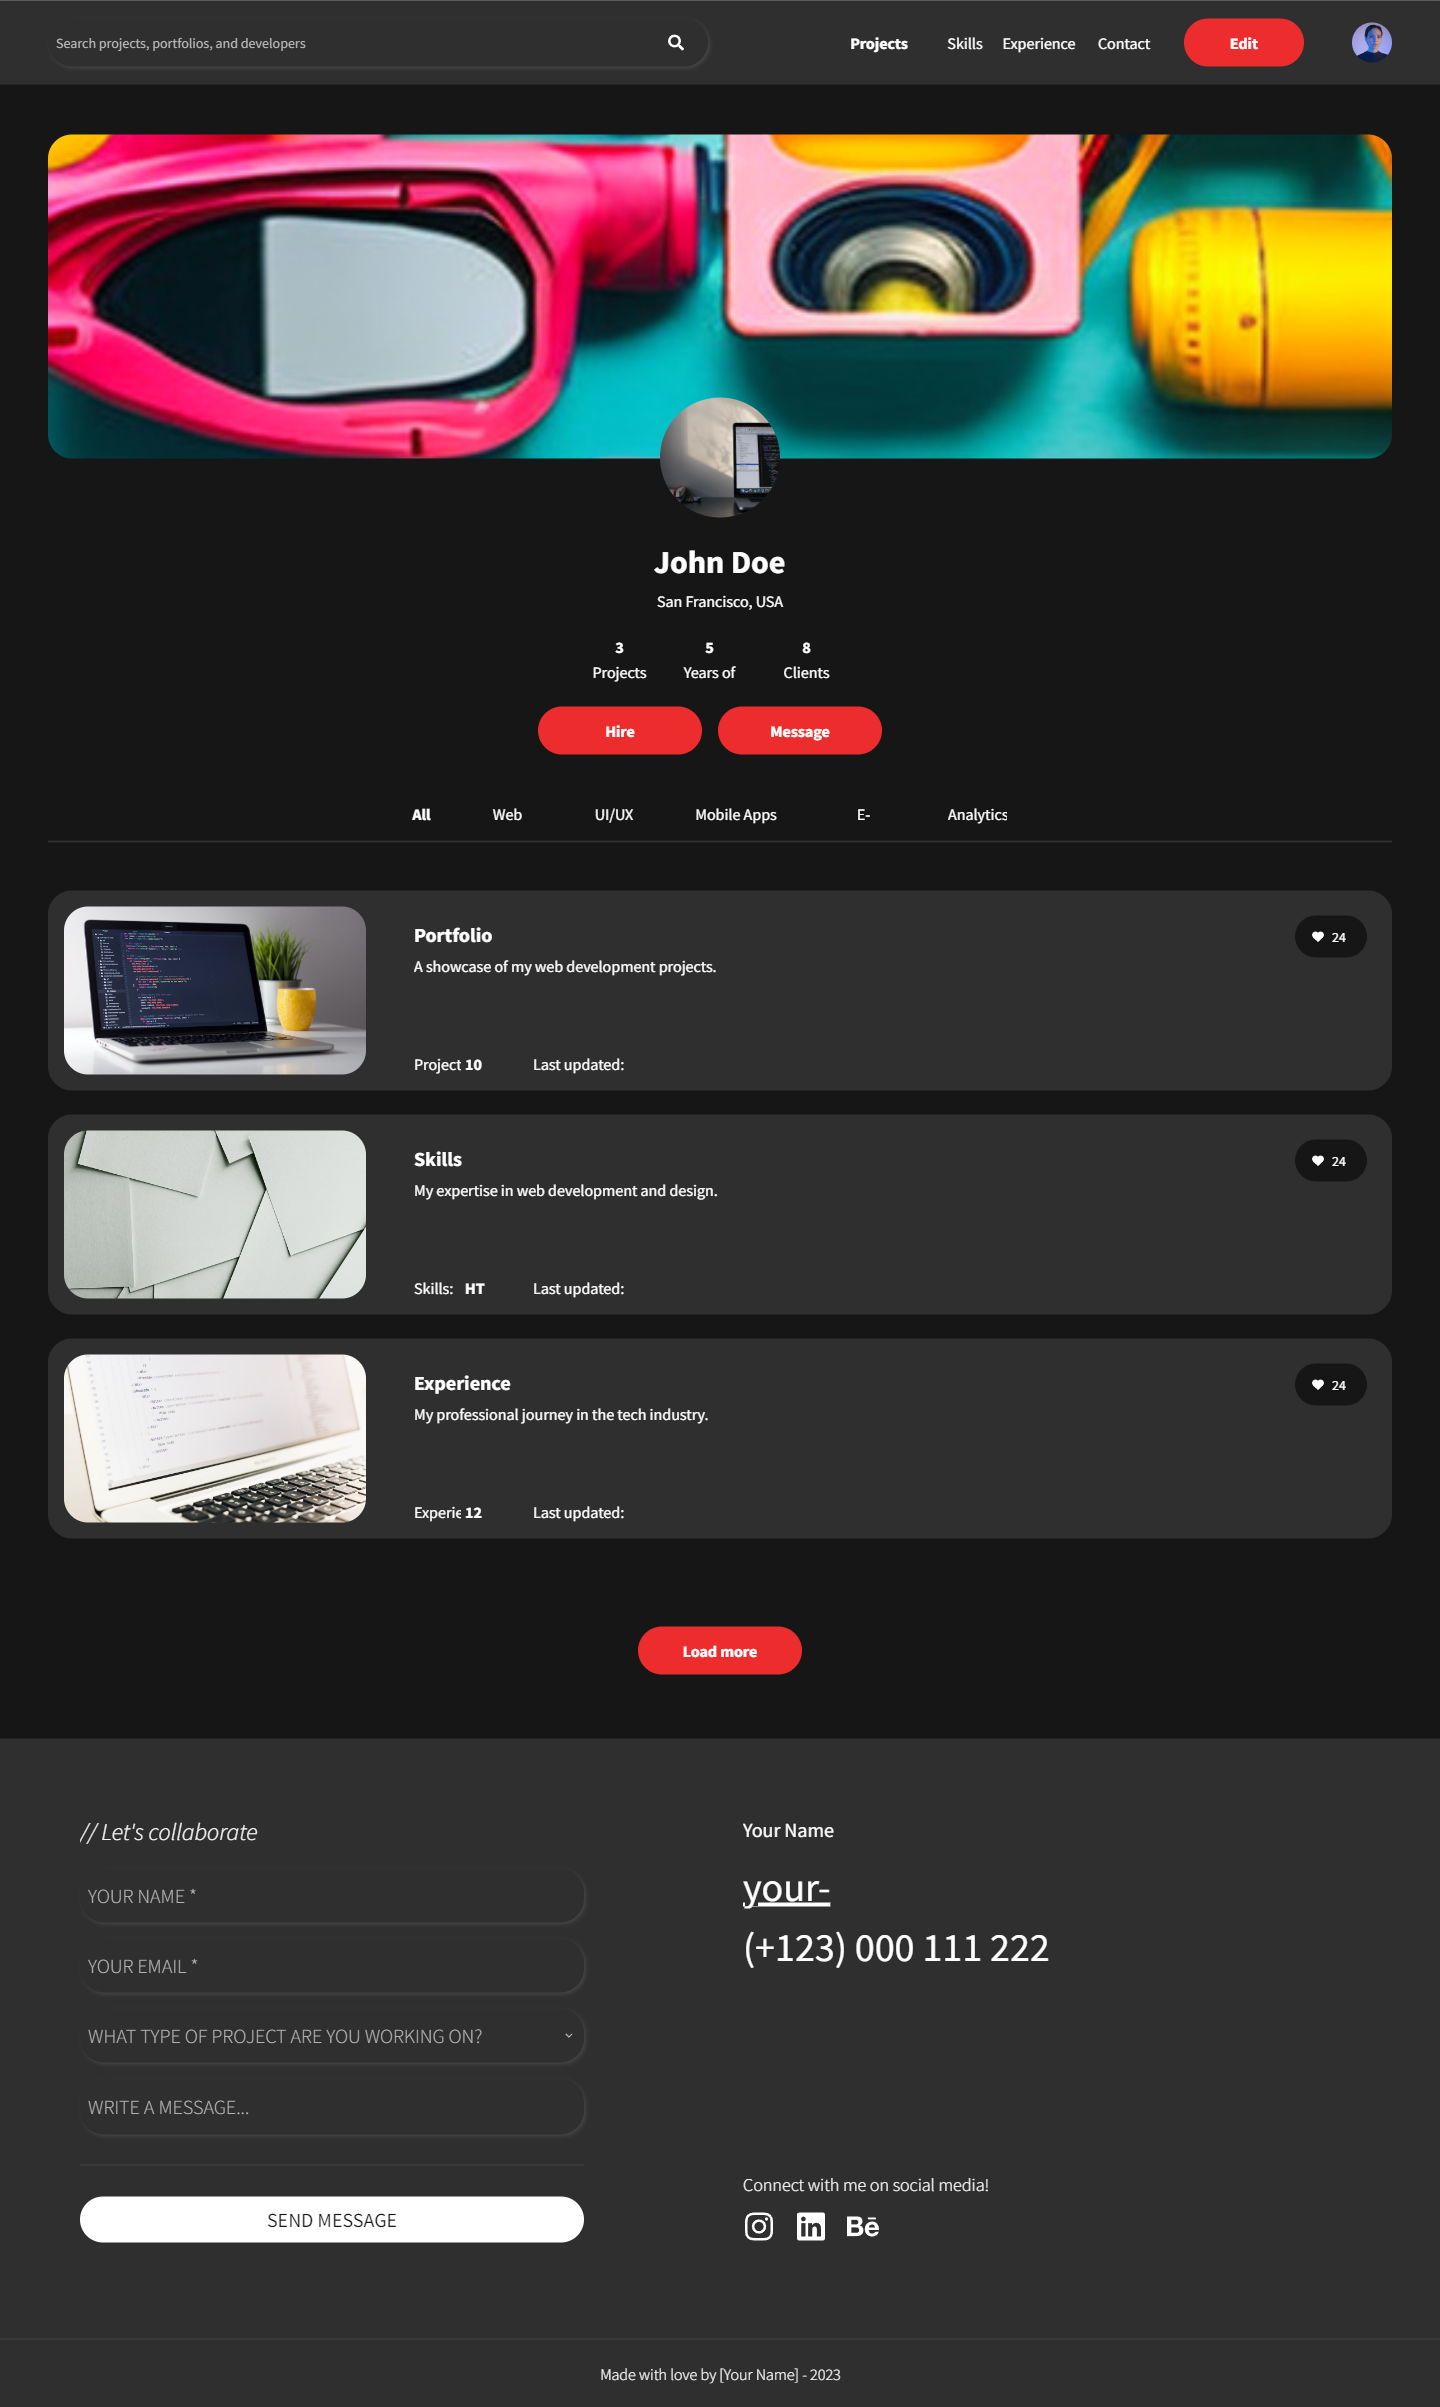 Search projects, portfolios, and developers
Projects Skills Experience Contact Edit
John Doe
San Francisco, USA
3 5 8
Projects Years of Clients
Hire Message
All Web UI/UX Mobile Apps E- Analytics
Portfolio
24
A showcase of my web development projects.
Project 10 Last updated:
Skills
24
My expertise in web development and design.
Skills: HT Last updated:
Experience
24
My professional journey in the tech industry.
Experie 12 Last updated:
Load more
// Let's collaborate
YOUR NAME *
YOUR EMAIL *
WHAT TYPE OF PROJECT ARE YOU WORKING ON?
WRITE A MESSAGE...
SEND MESSAGE
Your Name
your-
(+123) 000 111 222
Connect with me on social media!
in
Bē
Made with love by [Your Name] - 2023